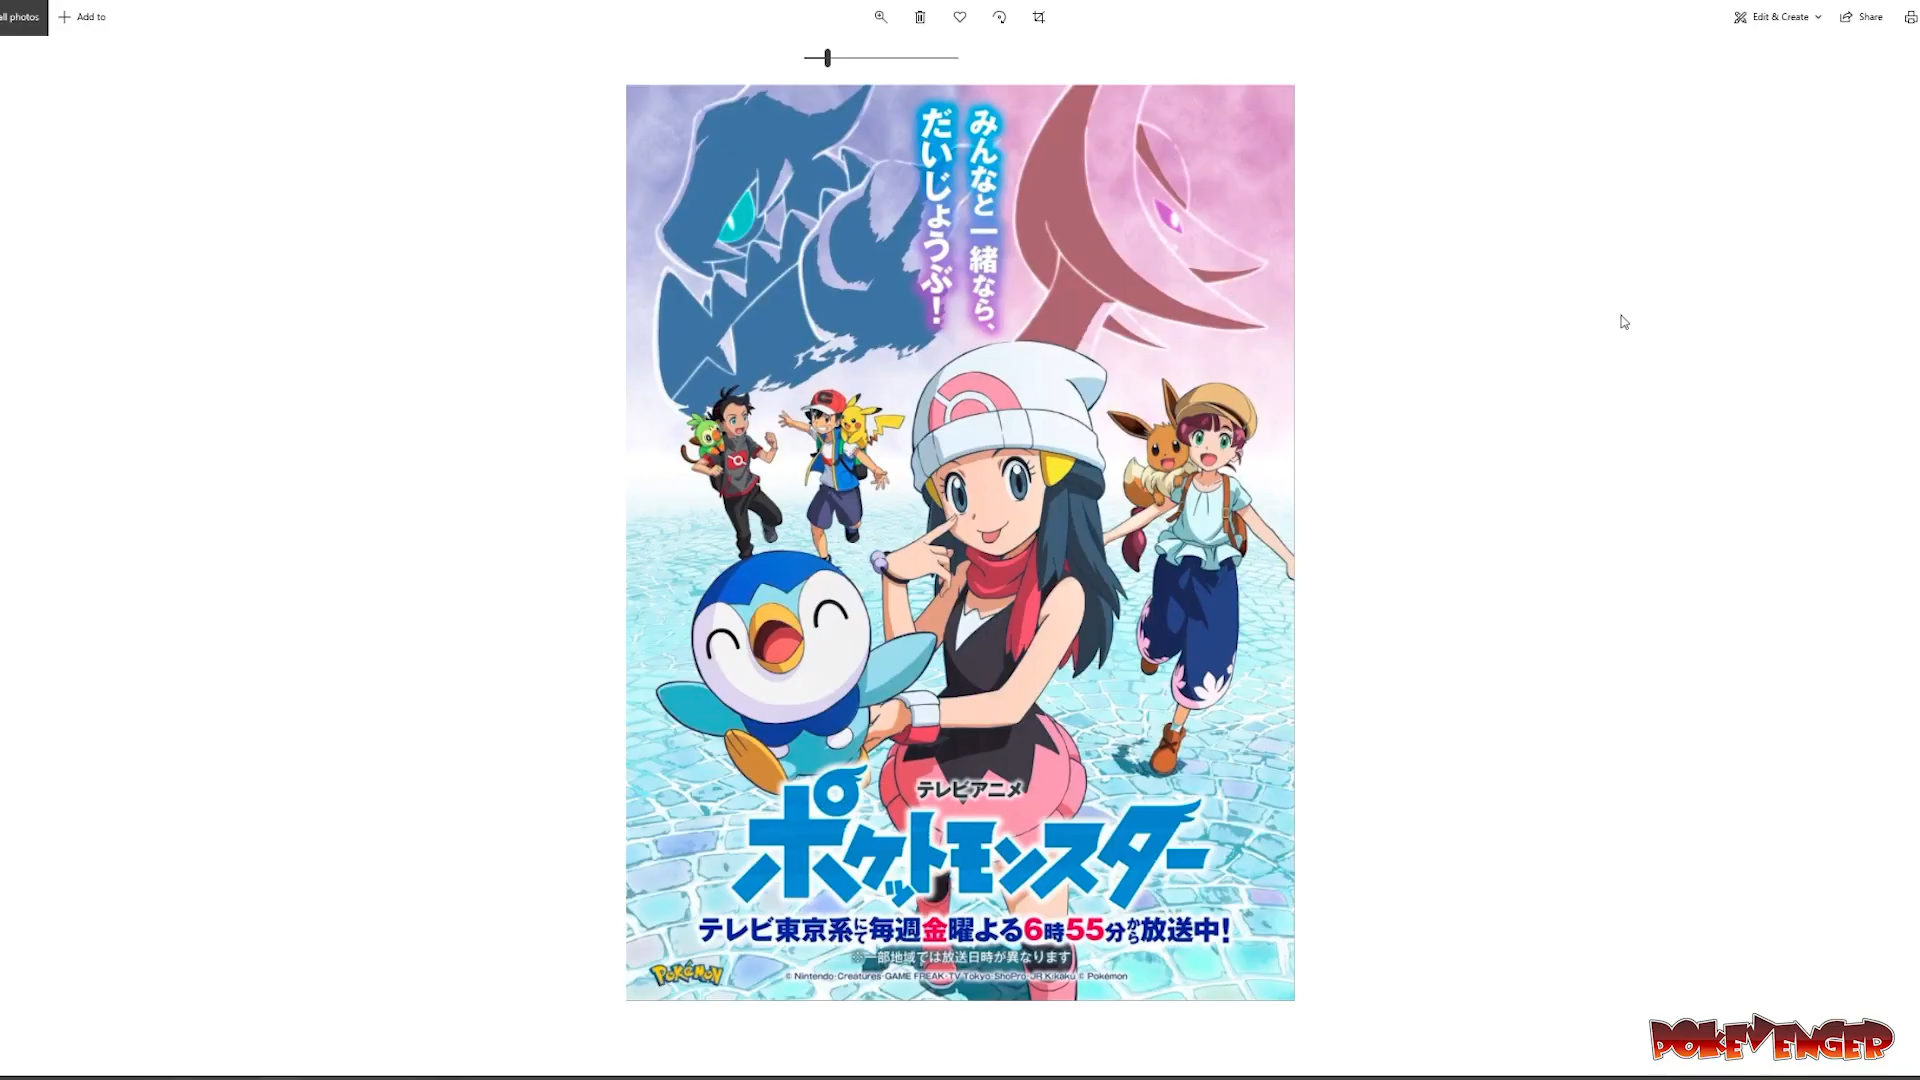 all photos
Add to
Edit & Create
Share
みんなと一緒なら、
だいじょうぶ！
テレビアニメ
ポケットモンスター
テレビ東京系にて毎週金曜よる6時55分から放送中！
※一部地域では放送日時が異なります
POKéMON
© Nintendo・Creatures・GAME FREAK・TV Tokyo・ShoPro・JR Kikaku © Pokémon
POKEVENGER